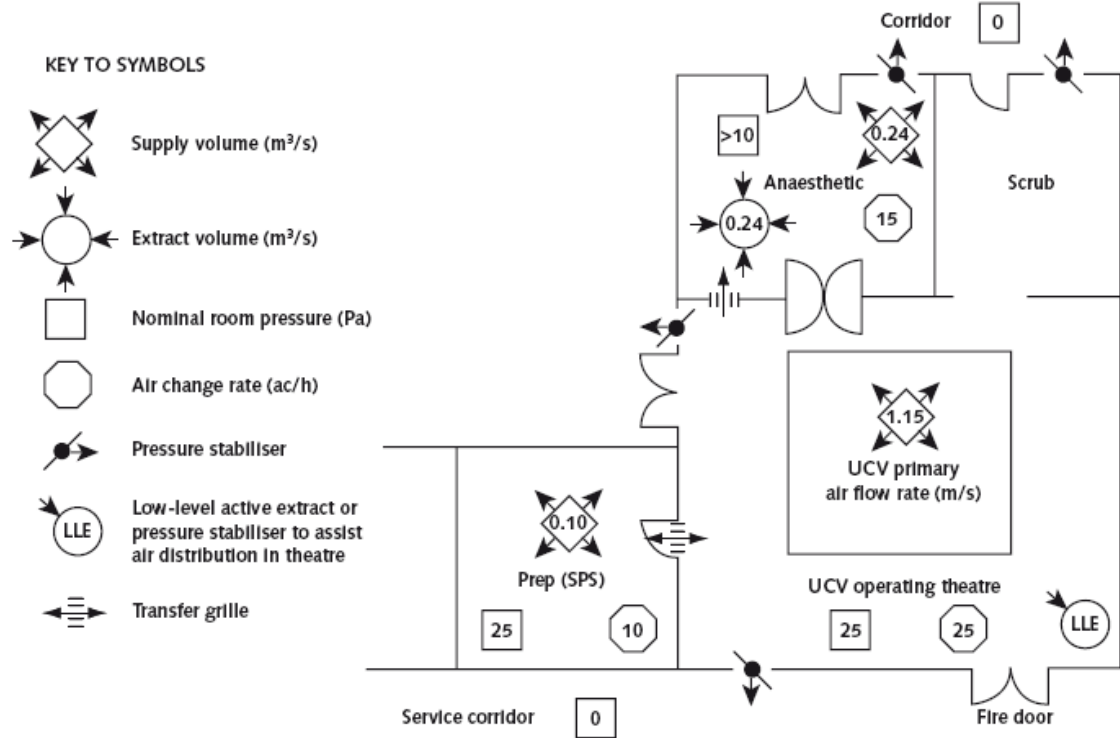 KEY TO SYMBOLS
Supply volume (m³/s)
Extract volume (m³/s)
Nominal room pressure (Pa)
Air change rate (ac/h)
Pressure stabiliser
LLE
Low-level active extract or
pressure stabiliser to assist
air distribution in theatre
Transfer grille
Corridor
0
>10
0.24
Anaesthetic
0.24
15
Scrub
1.15
UCV primary
air flow rate (m/s)
0.10
Prep (SPS)
25
10
UCV operating theatre
25
25
LLE
Service corridor
0
Fire door